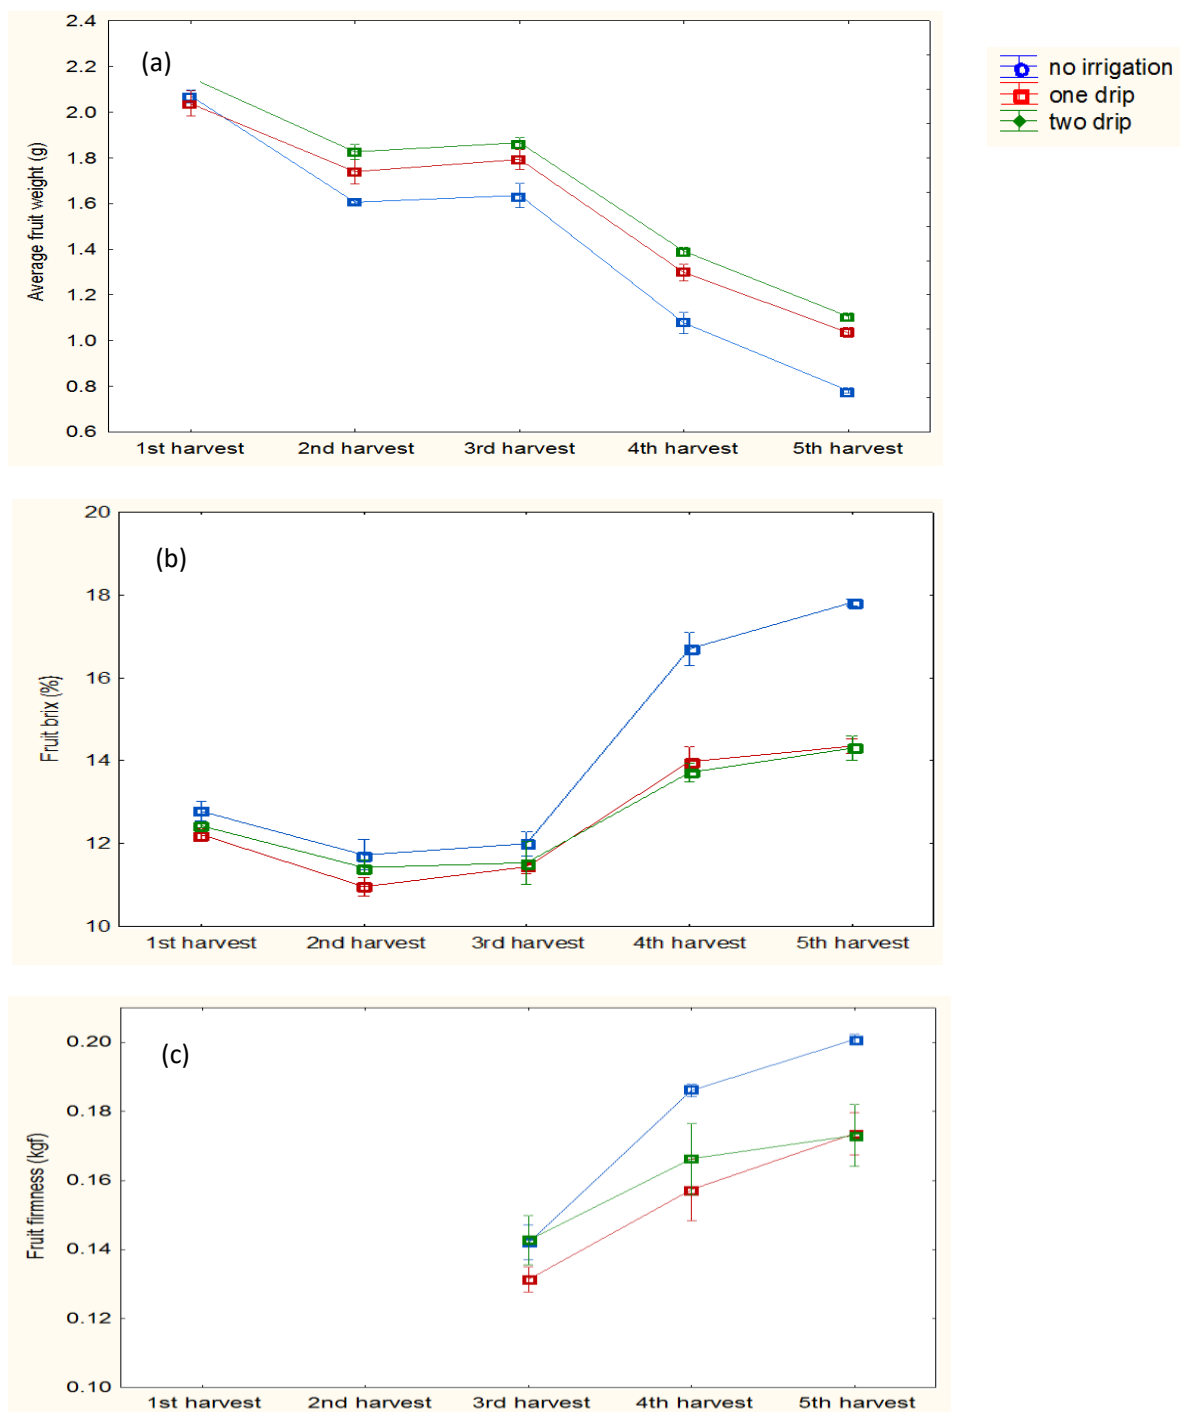 2.4
(a)
2.2
2.0
1.8
1.6
1.4
1.2
1.0
0.8
0.6
Average fruit weight (g)
1st harvest 2nd harvest 3rd harvest 4th harvest 5th harvest
no irrigation
one drip
two drip
20
(b)
18
16
14
12
10
Fruit brix (%)
1st harvest 2nd harvest 3rd harvest 4th harvest 5th harvest
0.20
(c)
0.18
0.16
0.14
0.12
0.10
Fruit firmness (kgf)
1st harvest 2nd harvest 3rd harvest 4th harvest 5th harvest